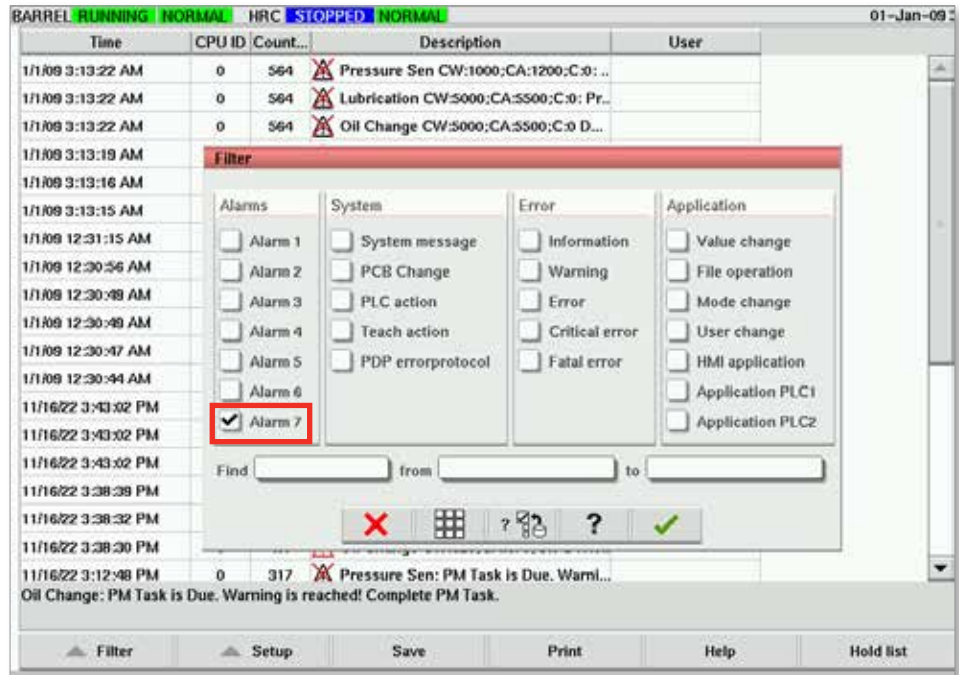 BARREL RUNNING NORMAL HRC STOPPED NORMAL 01-Jan-09
Time CPU ID Count... Description User
1/1/09 3:13:22 AM 0 564 Pressure Sen CW:1000;CA:1200;C:0: ..
1/1/09 3:13:22 AM 0 564 Lubrication CW:5000;CA:5500;C:0: Pr..
1/1/09 3:13:22 AM 0 564 Oil Change CW:5000;CA:5500;C:0 D...
1/1/09 3:13:19 AM
1/1/09 3:13:16 AM
1/1/09 3:13:15 AM
1/1/09 12:31:15 AM
1/1/09 12:30:56 AM
1/1/09 12:30:49 AM
1/1/09 12:30:49 AM
1/1/09 12:30:47 AM
1/1/09 12:30:44 AM
11/16/22 3:43:02 PM
11/16/22 3:43:02 PM
11/16/22 3:43:02 PM
11/16/22 3:38:39 PM
11/16/22 3:38:32 PM
11/16/22 3:38:30 PM
11/16/22 3:12:48 PM 0 317 Pressure Sen: PM Task is Due. Warni...
Filter
Alarms System Error Application
Alarm 1 System message Information Value change
Alarm 2 PCB Change Warning File operation
Alarm 3 PLC action Error Mode change
Alarm 4 Teach action Critical error User change
Alarm 5 PDP errorprotocol Fatal error HMI application
Alarm 6 Application PLC1
Alarm 7 Application PLC2
Find from to
? ?
Oil Change: PM Task is Due. Warning is reached! Complete PM Task.
Filter Setup Save Print Help Hold list